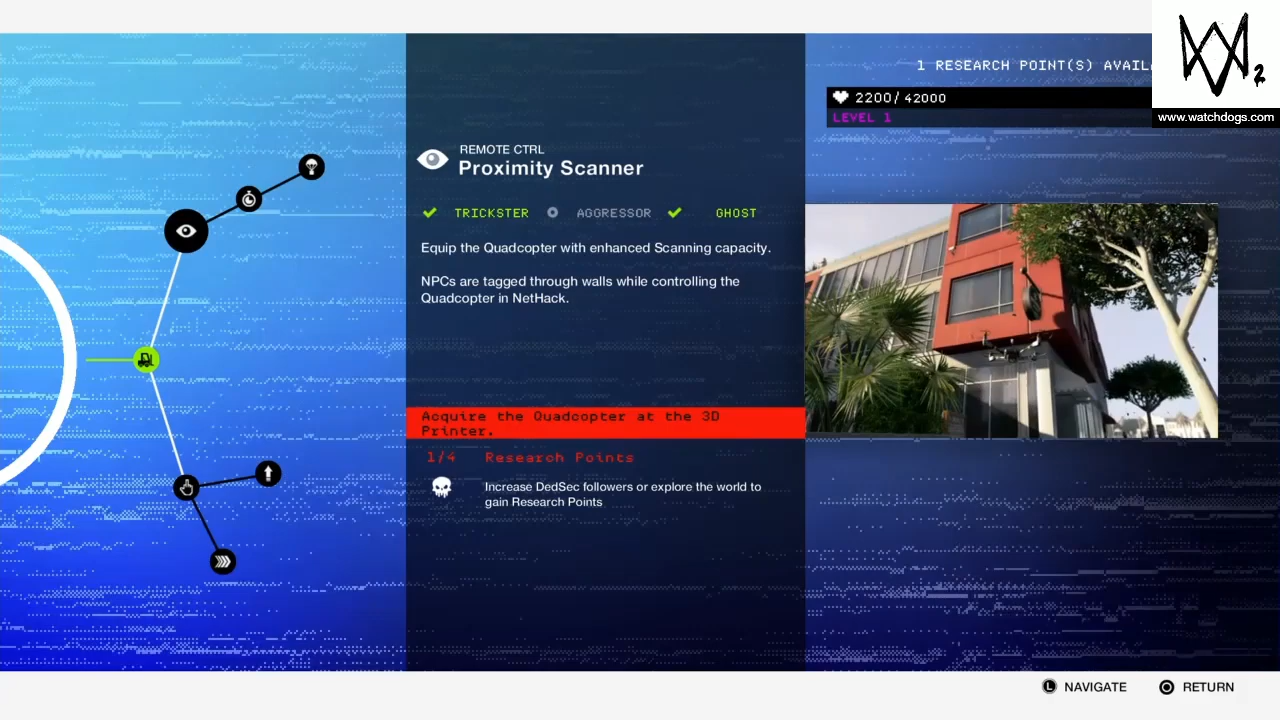 1 RESEARCH POINT(S) AVAIL
2200/ 42000
LEVEL 1
2
www.watchdogs.com
REMOTE CTRL
Proximity Scanner
TRICKSTER AGGRESSOR GHOST
Equip the Quadcopter with enhanced Scanning capacity.
NPCs are tagged through walls while controlling the
Quadcopter in NetHack.
Acquire the Quadcopter at the 3D
Printer.
1/4 Research Points
Increase DedSec followers or explore the world to
gain Research Points
L NAVIGATE RETURN